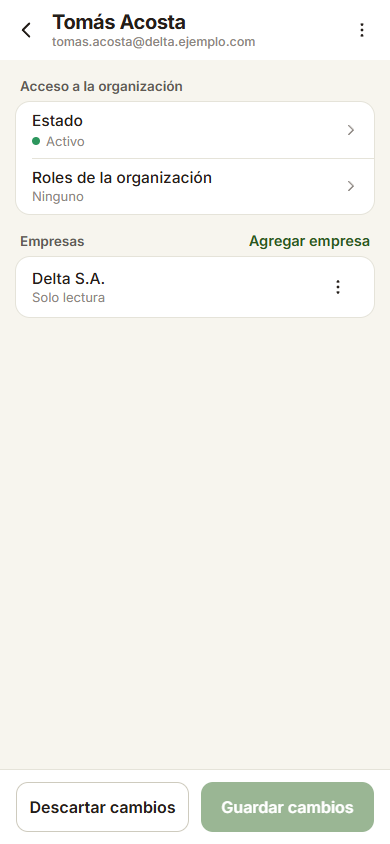 Tomás Acosta
tomas.acosta@delta.ejemplo.com
Acceso a la organización
Estado
Activo
Roles de la organización
Ninguno
Empresas
Agregar empresa
Delta S.A.
Solo lectura
Descartar cambios
Guardar cambios